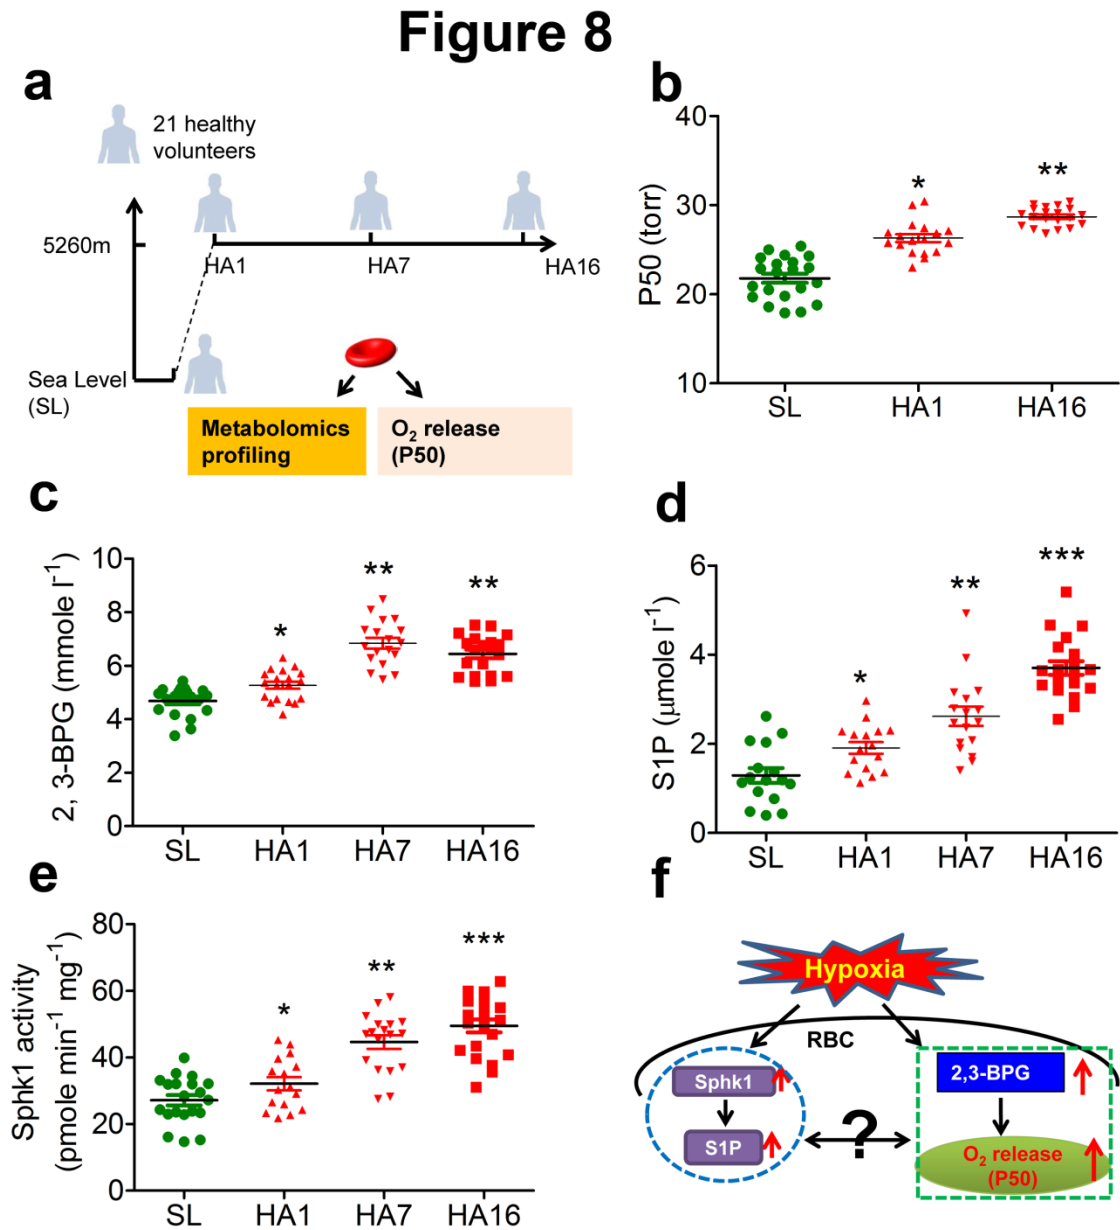 Figure 8
a
21 healthy
volunteers
5260m
HA1
HA7
HA16
Sea Level
(SL)
Metabolomics
profiling
O₂ release
(P50)
b
P50 (torr)
40
30
20
10
*
**
SL
HA1
HA16
c
2, 3-BPG (mmole l⁻¹)
10
8
6
4
2
0
*
**
**
SL
HA1
HA7
HA16
d
S1P (μmole l⁻¹)
6
4
2
0
*
**
***
SL
HA1
HA7
HA16
e
Sphk1 activity
(pmole min⁻¹ mg⁻¹)
80
60
40
20
0
*
**
***
SL
HA1
HA7
HA16
f
Hypoxia
RBC
Sphk1
S1P
?
2,3-BPG
O₂ release
(P50)